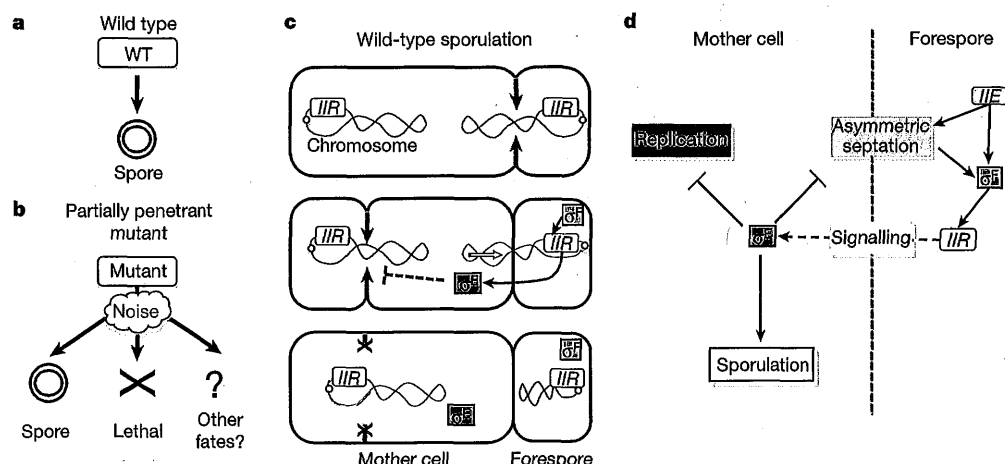 a
Wild type
WT
Spore
b
Partially penetrant
mutant
Mutant
Noise
Spore
Lethal
?
Other
fates?
c
Wild-type sporulation
IIR
IIR
Chromosome
IIR
IIR
IIR
IIR
Mother cell
Forespore
d
Mother cell
Forespore
IIE
Replication
Asymmetric
septation
Signalling
IIR
Sporulation